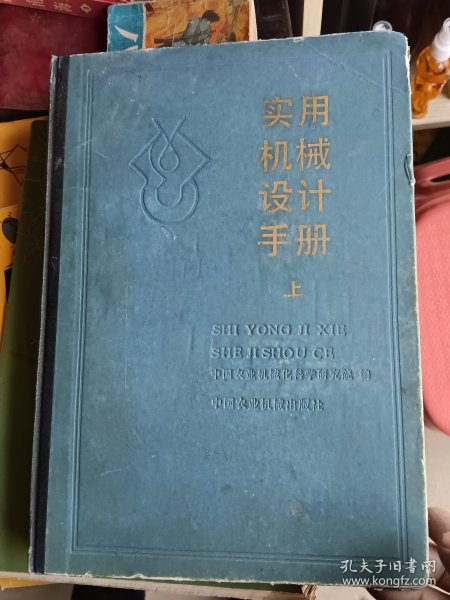 实用
机械
设计
手册
上
SHI YONG JI XIE
SHE JI SHOU CE
中国农业机械化科学研究院 编
中国农业机械出版社
孔夫子旧书网
www.kongfz.com